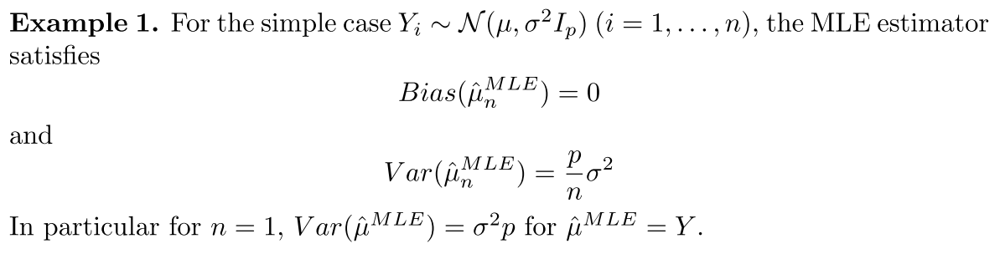 Example 1. For the simple case $Y_i \sim \mathcal{N}(\mu, \sigma^2 I_p)$ $(i = 1, \ldots, n)$, the MLE estimator
satisfies
$Bias(\hat{\mu}_n^{MLE}) = 0$
and
$Var(\hat{\mu}_n^{MLE}) = \frac{p}{n}\sigma^2$
In particular for $n = 1$, $Var(\hat{\mu}^{MLE}) = \sigma^2 p$ for $\hat{\mu}^{MLE} = Y$.